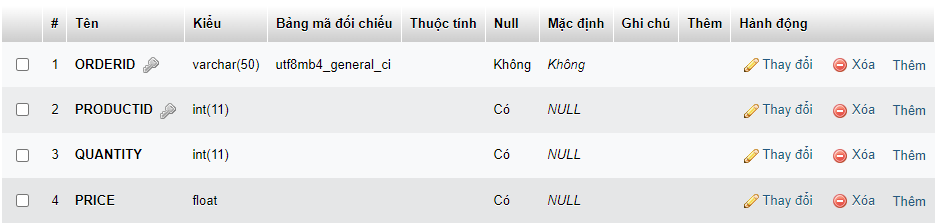 # Tên Kiểu Bảng mã đối chiếu Thuộc tính Null Mặc định Ghi chú Thêm Hành động
1 ORDERID varchar(50) utf8mb4_general_ci Không Không Thay đổi Xóa Thêm
2 PRODUCTID int(11) Có NULL Thay đổi Xóa Thêm
3 QUANTITY int(11) Có NULL Thay đổi Xóa Thêm
4 PRICE float Có NULL Thay đổi Xóa Thêm